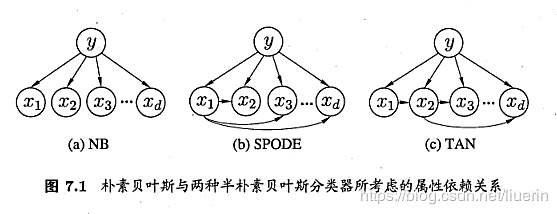 y y y
x1 x2 x3 ... xd x1 x2 x3 ... xd x1 x2 x3 ... xd
(a) NB (b) SPODE (c) TAN
图 7.1 朴素贝叶斯与两种半朴素贝叶斯分类器所考虑的属性依赖关系
https://blog.csdn.net/liuerin